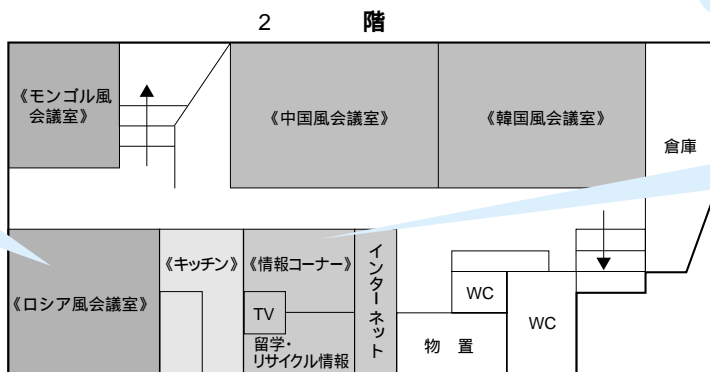 2 階
《モンゴル風
会議室》
《中国風会議室》
《韓国風会議室》
倉庫
《ロシア風会議室》
《キッチン》
《情報コーナー》
TV
留学・
リサイクル情報
インターネット
WC
WC
物 置